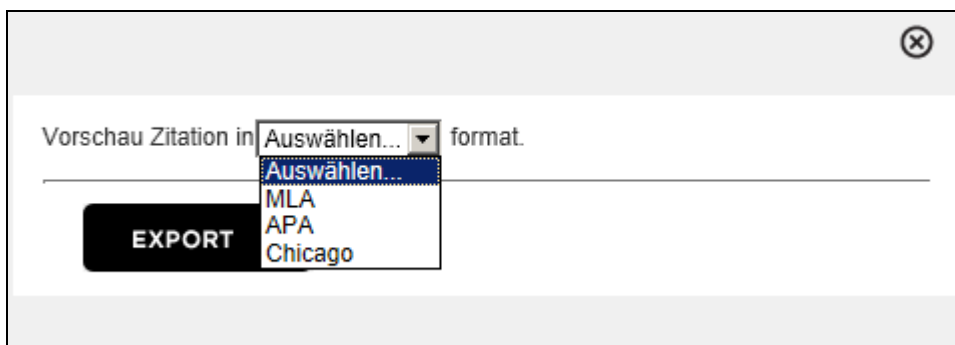 Vorschau Zitation in Auswählen... format.
Auswählen...
MLA
APA
Chicago
EXPORT